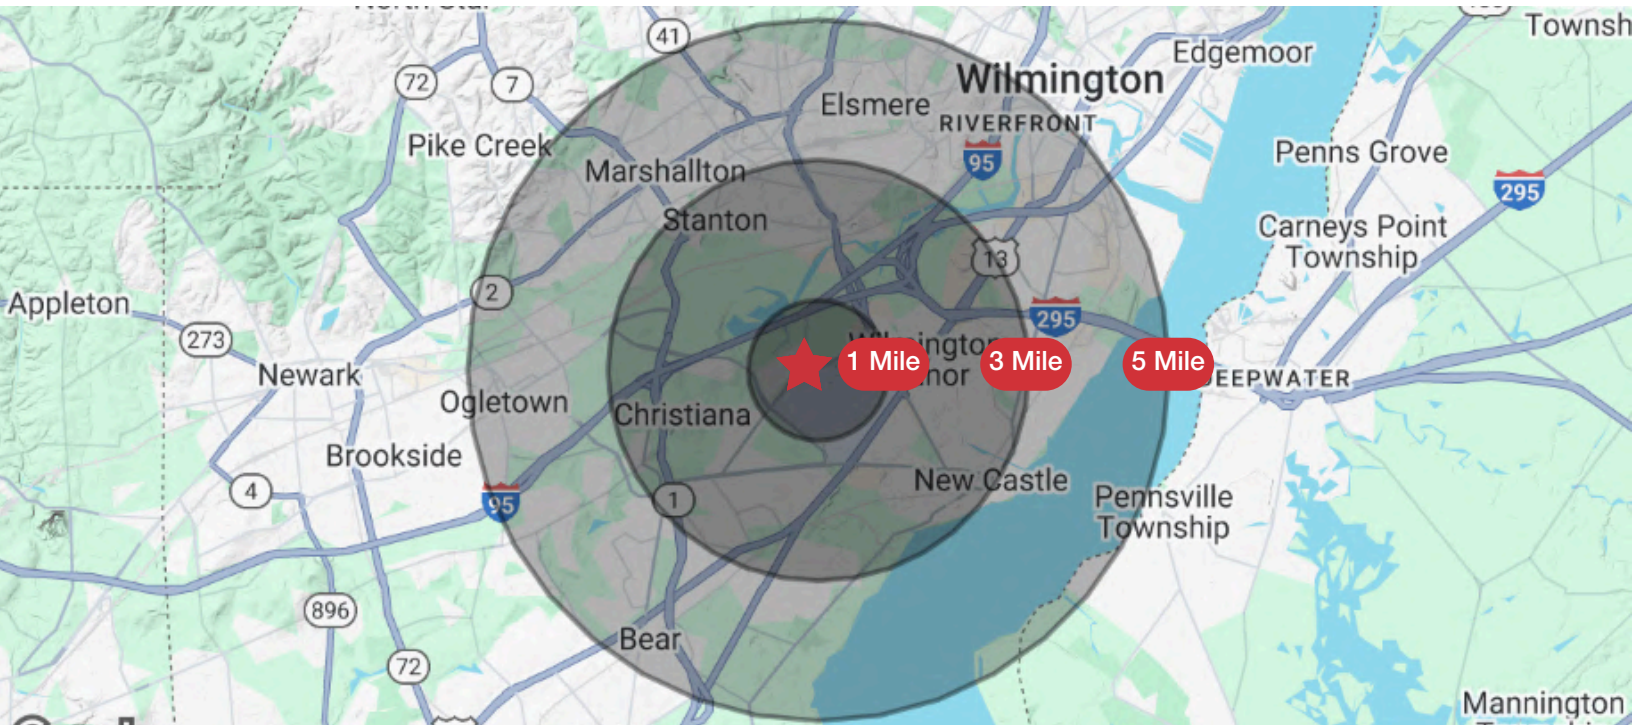 41
Edgemoor
72
7
Wilmington
Elsmere
RIVERFRONT
Pike Creek
95
Penns Grove
Marshallton
295
Stanton
Carneys Point
Township
13
2
Appleton
273
295
1 Mile
3 Mile
5 Mile
Newark
DEEPWATER
Ogletown
Christiana
Brookside
4
95
1
New Castle
Pennsville
Township
896
Bear
72
Mannington